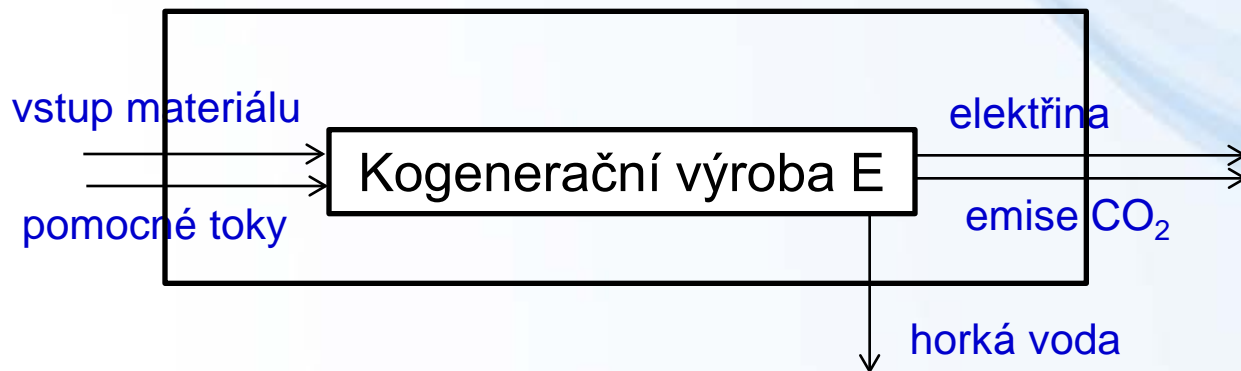 vstup materiálu
pomocné toky
Kogenerační výroba E
elektřina
emise CO₂
horká voda